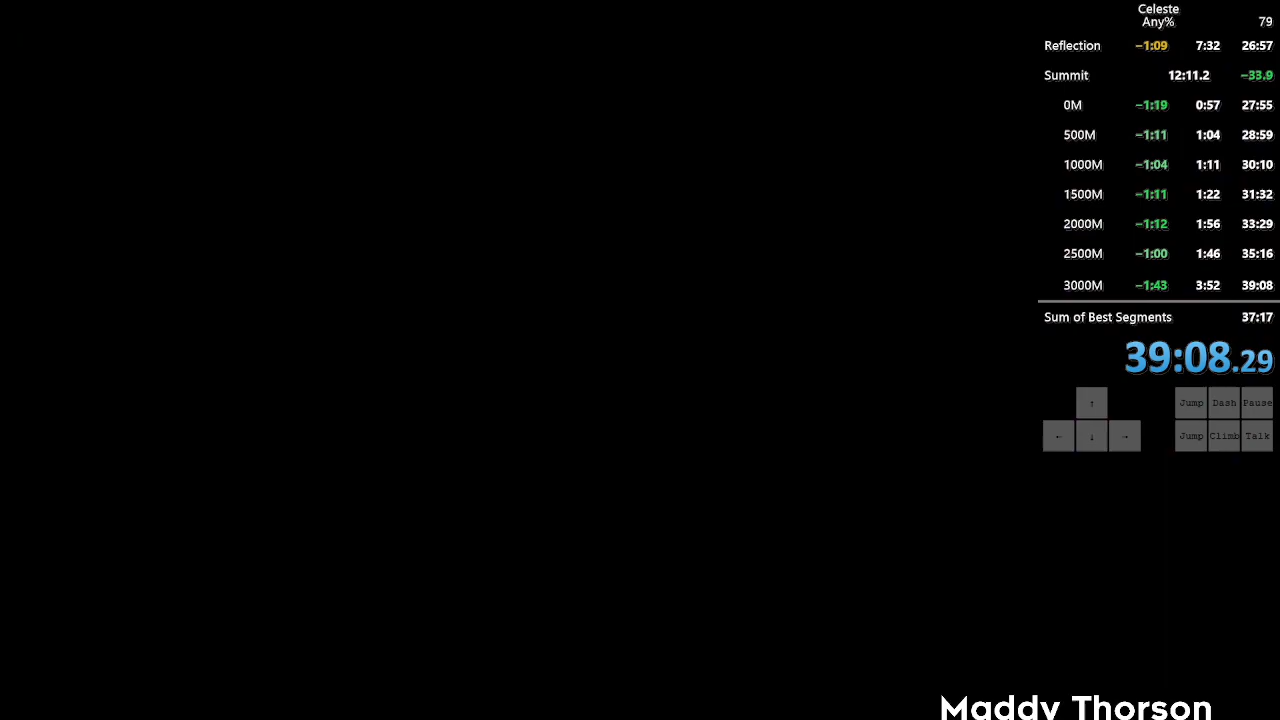 Celeste
Any% 79
Reflection −1:09 7:32 26:57
Summit 12:11.2 −33.9
0M −1:19 0:57 27:55
500M −1:11 1:04 28:59
1000M −1:04 1:11 30:10
1500M −1:11 1:22 31:32
2000M −1:12 1:56 33:29
2500M −1:00 1:46 35:16
3000M −1:43 3:52 39:08
Sum of Best Segments 37:17
39:08.29
↑ Jump Dash Pause
← ↓ → Jump Climb Talk
Maddy Thorson